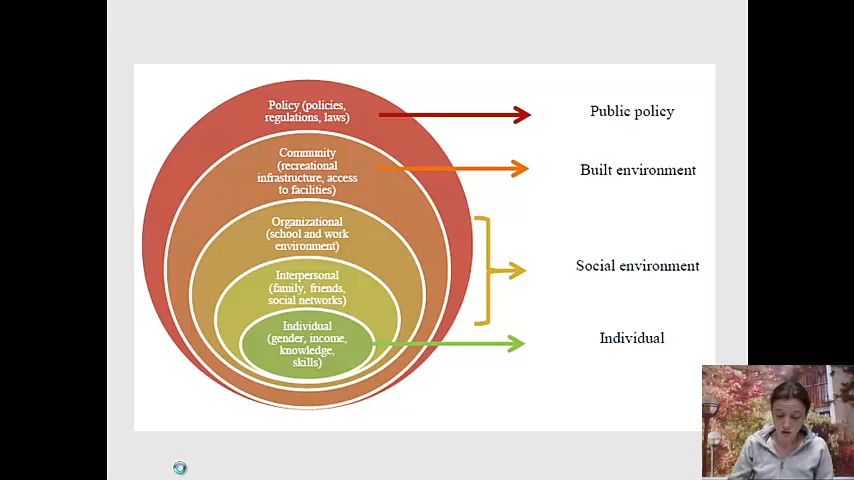 Policy (policies,
regulations, laws)
Public policy
Community
(recreational
infrastructure, access
to facilities)
Built environment
Organizational
(school and work
environment)
Social environment
Interpersonal
(family, friends,
social networks)
Individual
(gender, income,
knowledge,
skills)
Individual